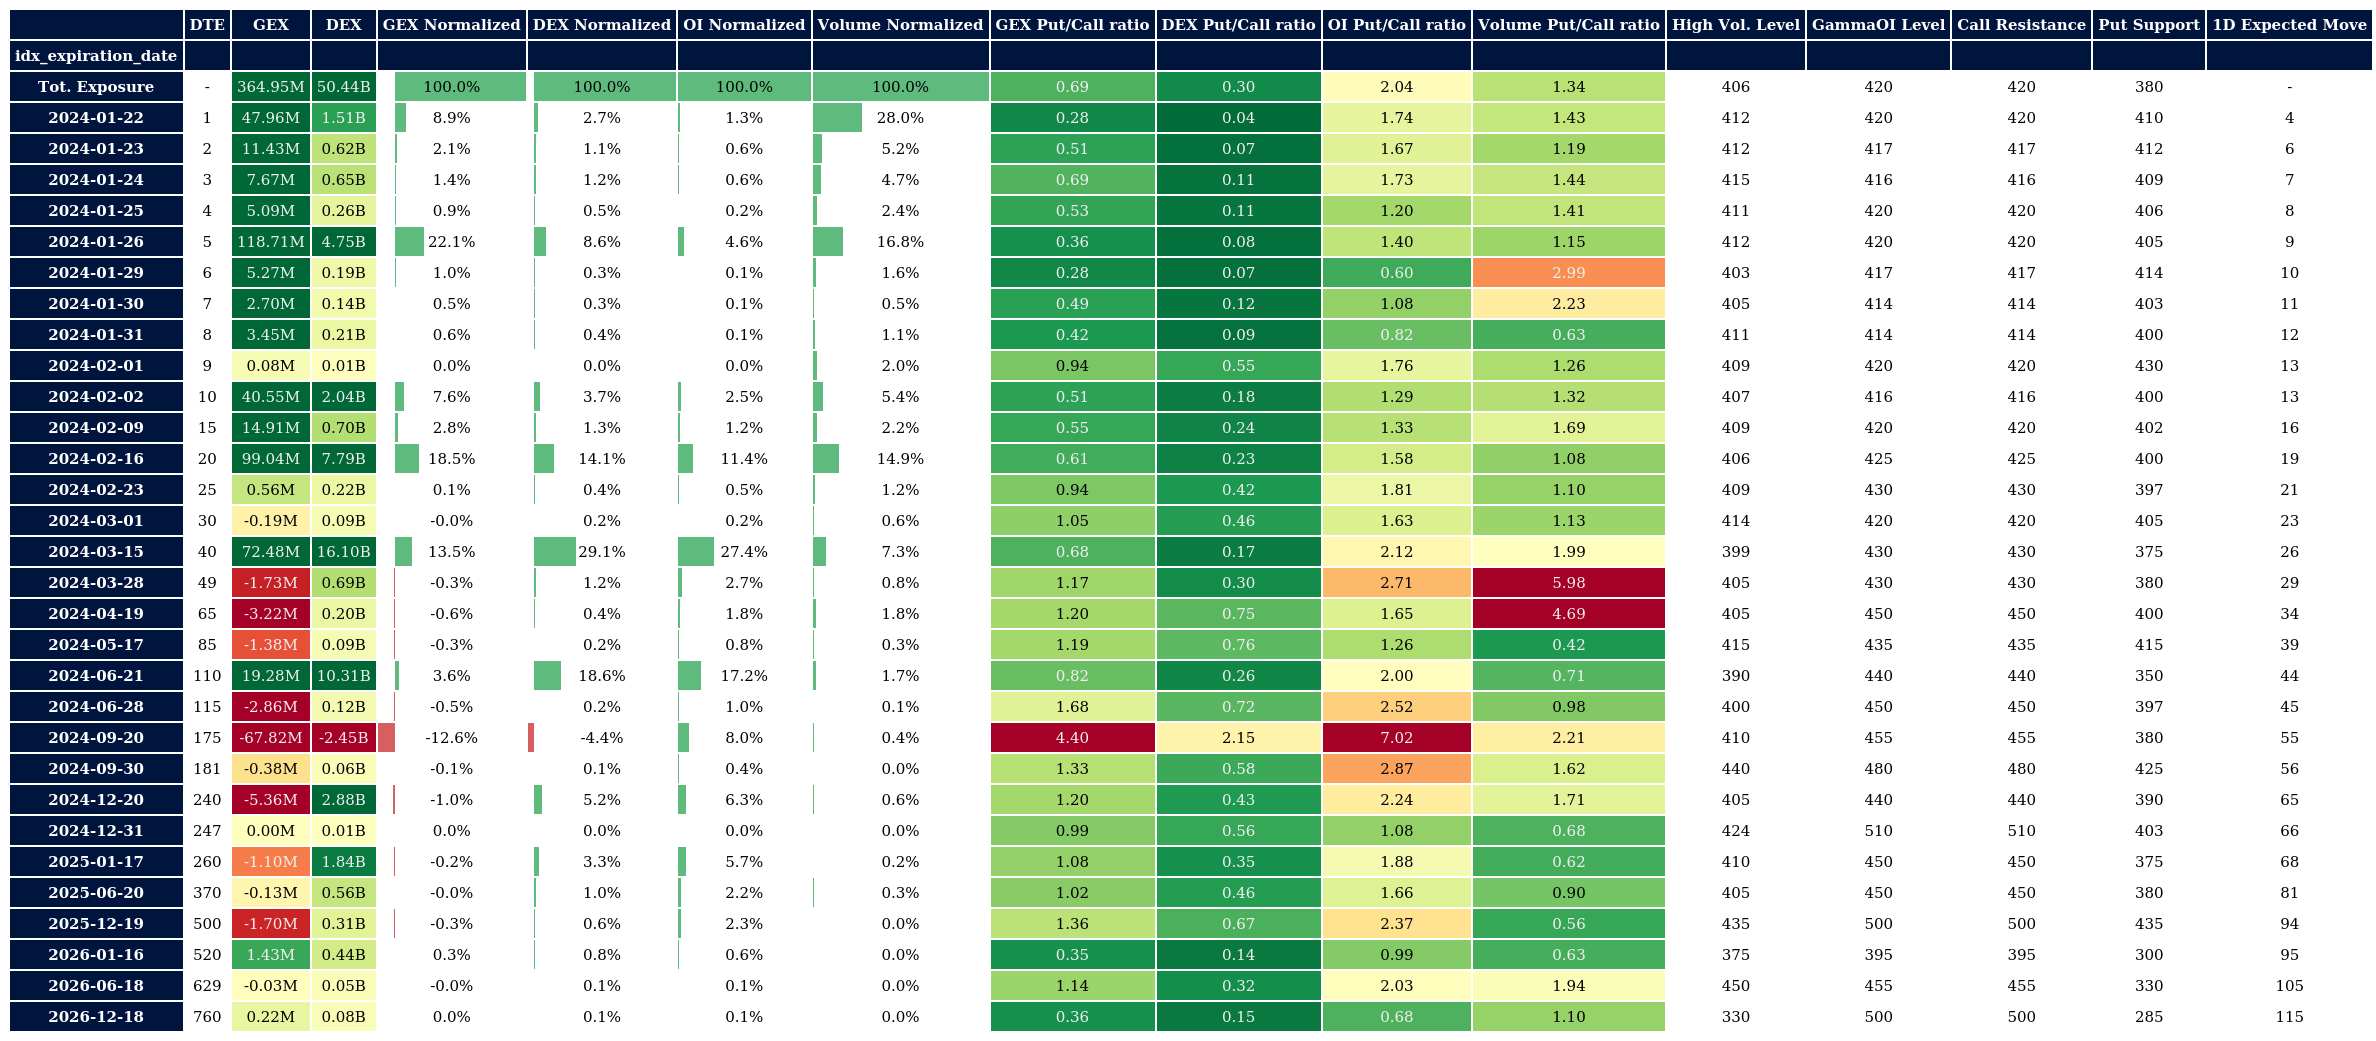 DTE GEX DEX GEX Normalized DEX Normalized OI Normalized Volume Normalized GEX Put/Call ratio DEX Put/Call ratio OI Put/Call ratio Volume Put/Call ratio High Vol. Level GammaOI Level Call Resistance Put Support 1D Expected Move
idx_expiration_date
Tot. Exposure - 364.95M 50.44B 100.0% 100.0% 100.0% 100.0% 0.69 0.30 2.04 1.34 406 420 420 380 -
2024-01-22 1 47.96M 1.51B 8.9% 2.7% 1.3% 28.0% 0.28 0.04 1.74 1.43 412 420 420 410 4
2024-01-23 2 11.43M 0.62B 2.1% 1.1% 0.6% 5.2% 0.51 0.07 1.67 1.19 412 417 417 412 6
2024-01-24 3 7.67M 0.65B 1.4% 1.2% 0.6% 4.7% 0.69 0.11 1.73 1.44 415 416 416 409 7
2024-01-25 4 5.09M 0.26B 0.9% 0.5% 0.2% 2.4% 0.53 0.11 1.20 1.41 411 420 420 406 8
2024-01-26 5 118.71M 4.75B 22.1% 8.6% 4.6% 16.8% 0.36 0.08 1.40 1.15 412 420 420 405 9
2024-01-29 6 5.27M 0.19B 1.0% 0.3% 0.1% 1.6% 0.28 0.07 0.60 2.99 403 417 417 414 10
2024-01-30 7 2.70M 0.14B 0.5% 0.3% 0.1% 0.5% 0.49 0.12 1.08 2.23 405 414 414 403 11
2024-01-31 8 3.45M 0.21B 0.6% 0.4% 0.1% 1.1% 0.42 0.09 0.82 0.63 411 414 414 400 12
2024-02-01 9 0.08M 0.01B 0.0% 0.0% 0.0% 2.0% 0.94 0.55 1.76 1.26 409 420 420 430 13
2024-02-02 10 40.55M 2.04B 7.6% 3.7% 2.5% 5.4% 0.51 0.18 1.29 1.32 407 416 416 400 13
2024-02-09 15 14.91M 0.70B 2.8% 1.3% 1.2% 2.2% 0.55 0.24 1.33 1.69 409 420 420 402 16
2024-02-16 20 99.04M 7.79B 18.5% 14.1% 11.4% 14.9% 0.61 0.23 1.58 1.08 406 425 425 400 19
2024-02-23 25 0.56M 0.22B 0.1% 0.4% 0.5% 1.2% 0.94 0.42 1.81 1.10 409 430 430 397 21
2024-03-01 30 -0.19M 0.09B -0.0% 0.2% 0.2% 0.6% 1.05 0.46 1.63 1.13 414 420 420 405 23
2024-03-15 40 72.48M 16.10B 13.5% 29.1% 27.4% 7.3% 0.68 0.17 2.12 1.99 399 430 430 375 26
2024-03-28 49 -1.73M 0.69B -0.3% 1.2% 2.7% 0.8% 1.17 0.30 2.71 5.98 405 430 430 380 29
2024-04-19 65 -3.22M 0.20B -0.6% 0.4% 1.8% 1.8% 1.20 0.75 1.65 4.69 405 450 450 400 34
2024-05-17 85 -1.38M 0.09B -0.3% 0.2% 0.8% 0.3% 1.19 0.76 1.26 0.42 415 435 435 415 39
2024-06-21 110 19.28M 10.31B 3.6% 18.6% 17.2% 1.7% 0.82 0.26 2.00 0.71 390 440 440 350 44
2024-06-28 115 -2.86M 0.12B -0.5% 0.2% 1.0% 0.1% 1.68 0.72 2.52 0.98 400 450 450 397 45
2024-09-20 175 -67.82M -2.45B -12.6% -4.4% 8.0% 0.4% 4.40 2.15 7.02 2.21 410 455 455 380 55
2024-09-30 181 -0.38M 0.06B -0.1% 0.1% 0.4% 0.0% 1.33 0.58 2.87 1.62 440 480 480 425 56
2024-12-20 240 -5.36M 2.88B -1.0% 5.2% 6.3% 0.6% 1.20 0.43 2.24 1.71 405 440 440 390 65
2024-12-31 247 0.00M 0.01B 0.0% 0.0% 0.0% 0.0% 0.99 0.56 1.08 0.68 424 510 510 403 66
2025-01-17 260 -1.10M 1.84B -0.2% 3.3% 5.7% 0.2% 1.08 0.35 1.88 0.62 410 450 450 375 68
2025-06-20 370 -0.13M 0.56B -0.0% 1.0% 2.2% 0.3% 1.02 0.46 1.66 0.90 405 450 450 380 81
2025-12-19 500 -1.70M 0.31B -0.3% 0.6% 2.3% 0.0% 1.36 0.67 2.37 0.56 435 500 500 435 94
2026-01-16 520 1.43M 0.44B 0.3% 0.8% 0.6% 0.0% 0.35 0.14 0.99 0.63 375 395 395 300 95
2026-06-18 629 -0.03M 0.05B -0.0% 0.1% 0.1% 0.0% 1.14 0.32 2.03 1.94 450 455 455 330 105
2026-12-18 760 0.22M 0.08B 0.0% 0.1% 0.1% 0.0% 0.36 0.15 0.68 1.10 330 500 500 285 115